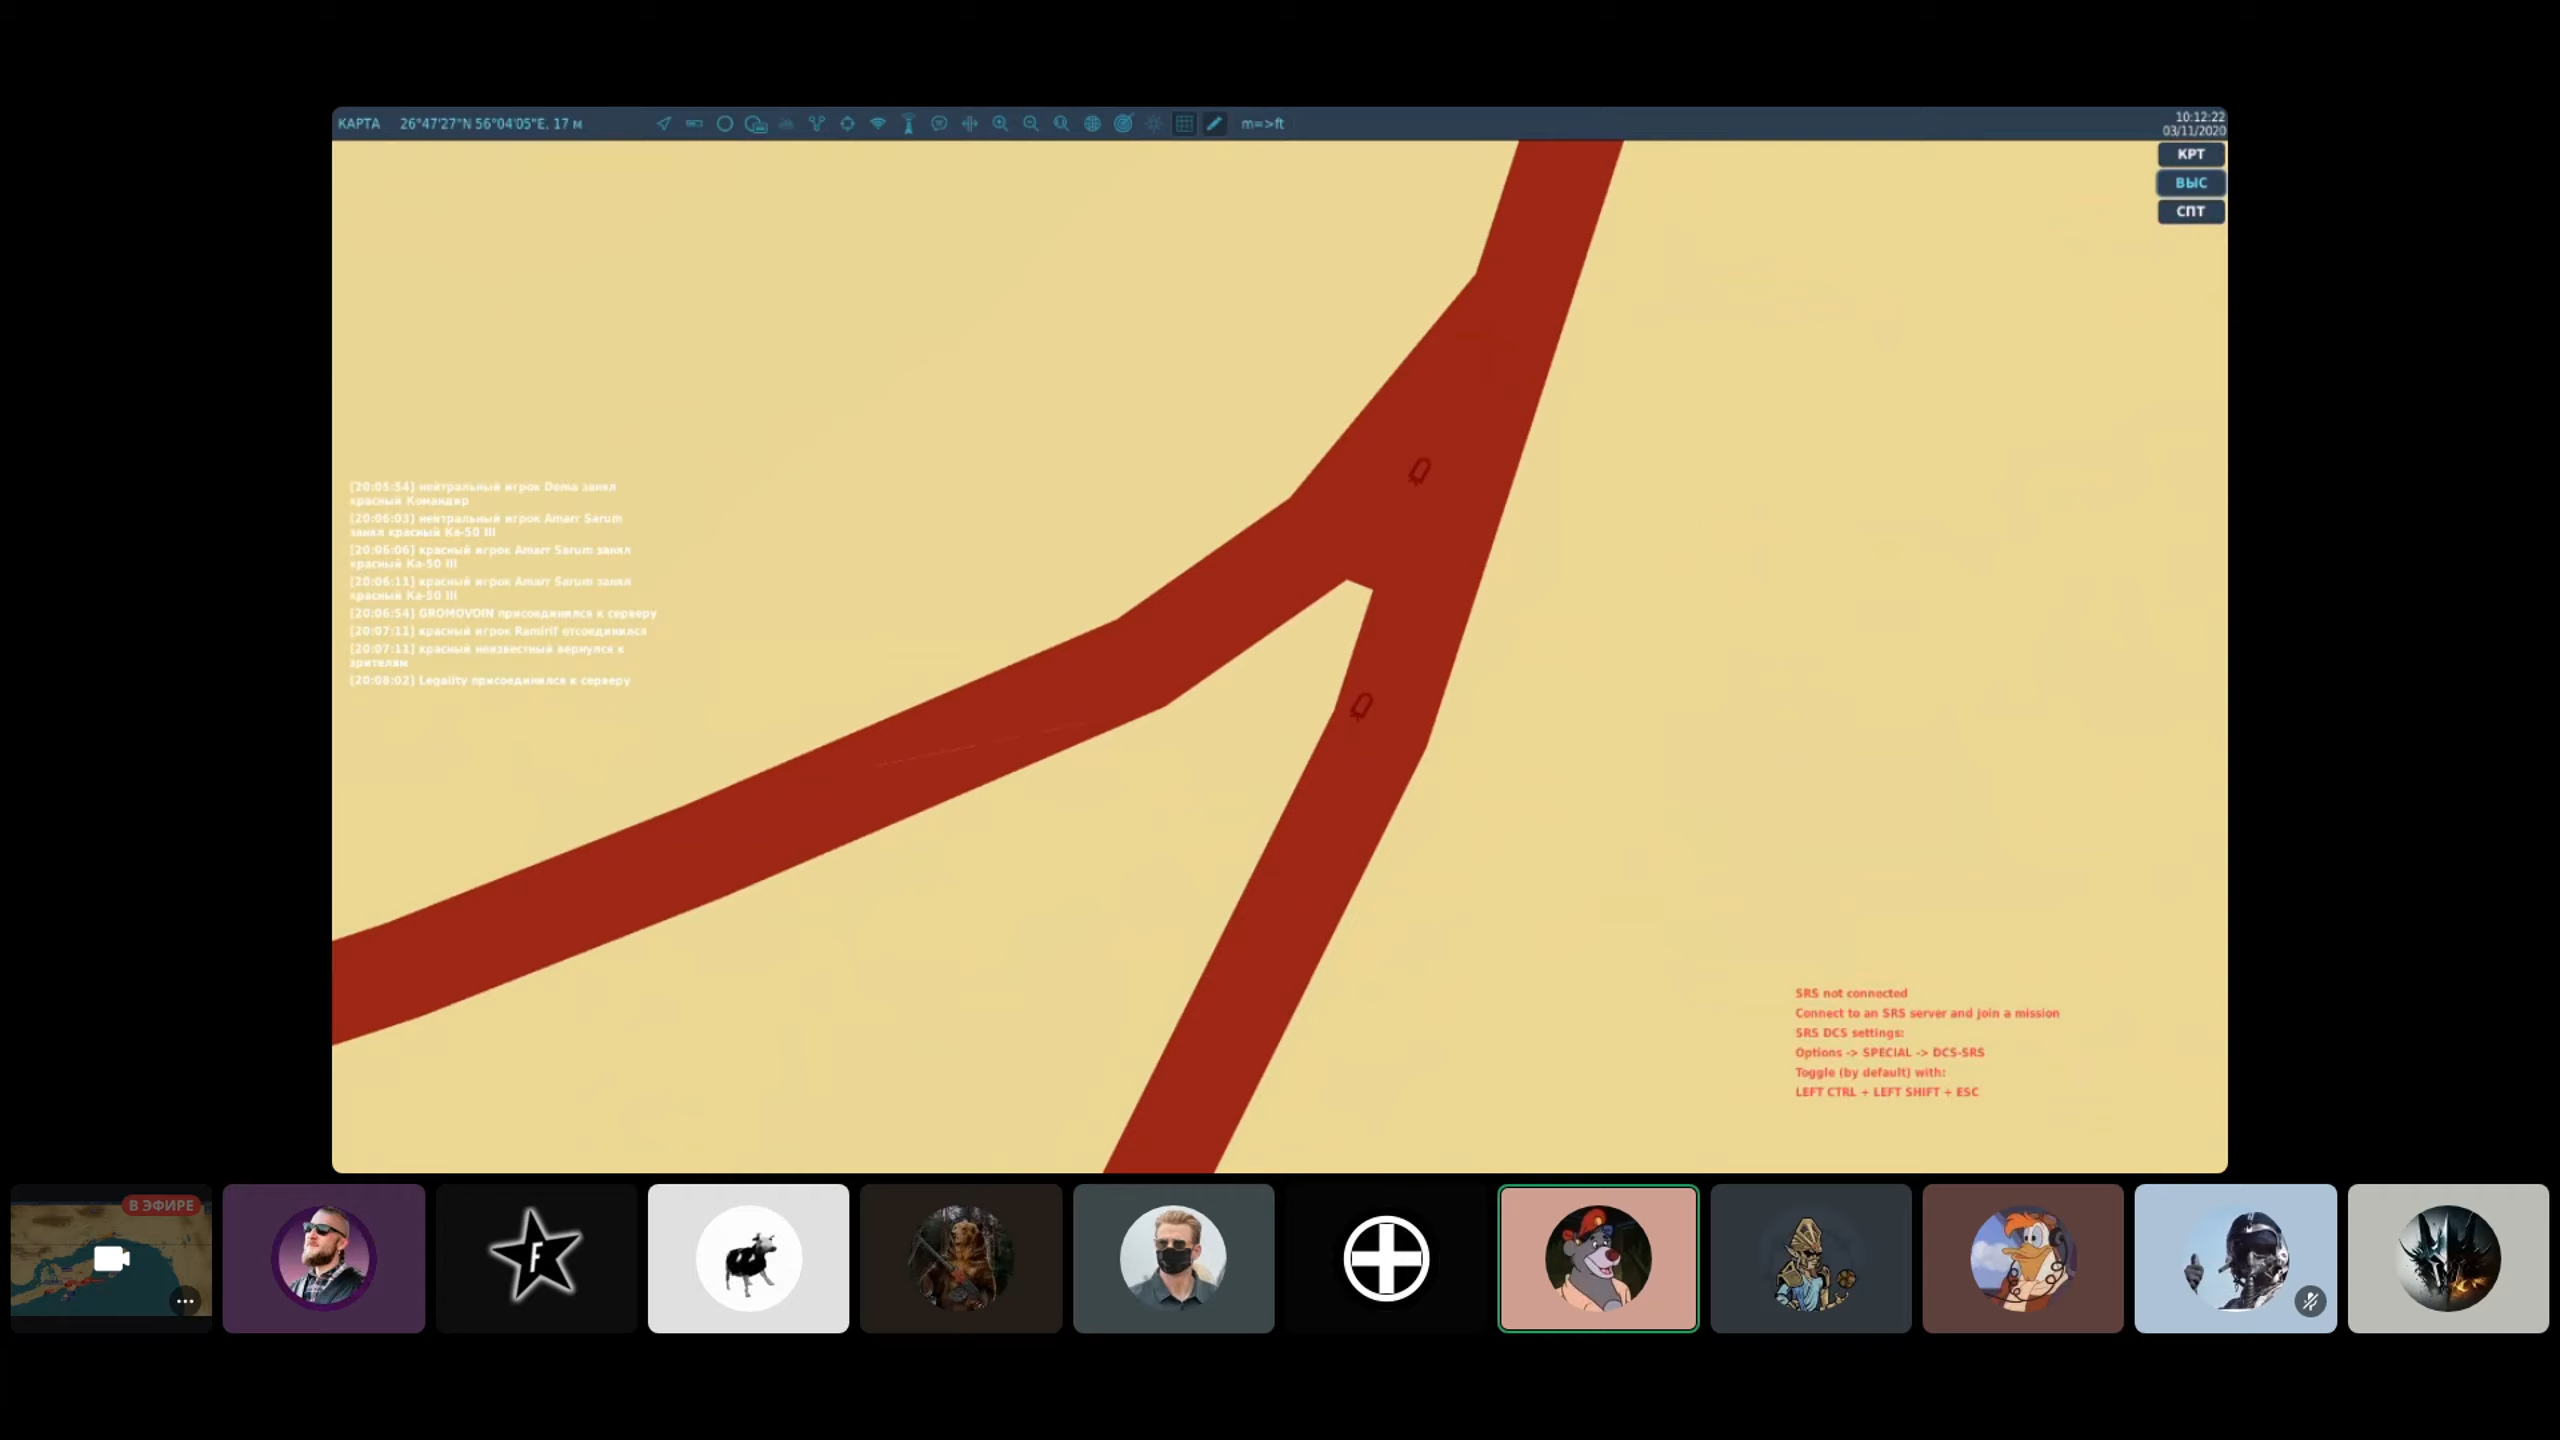 КАРТА 26°47'27"N 56°04'05"E, 17 м m=>ft 10:12:22
03/11/2020
КРТ
ВЫС
СПТ
[20:05:54] нейтральный игрок Dema занял
красный Командир
[20:06:03] нейтральный игрок Amarr Sarum
занял красный Ka-50 III
[20:06:06] красный игрок Amarr Sarum занял
красный Ka-50 III
[20:06:11] красный игрок Amarr Sarum занял
красный Ka-50 III
[20:06:54] GROMOVOIN присоединился к серверу
[20:07:11] красный игрок Ramirif отсоединился
[20:07:11] красный неизвестный вернулся к
зрителям
[20:08:02] Legality присоединился к серверу
SRS not connected
Connect to an SRS server and join a mission
SRS DCS settings:
Options -> SPECIAL -> DCS-SRS
Toggle (by default) with:
LEFT CTRL + LEFT SHIFT + ESC
В ЭФИРЕ
F